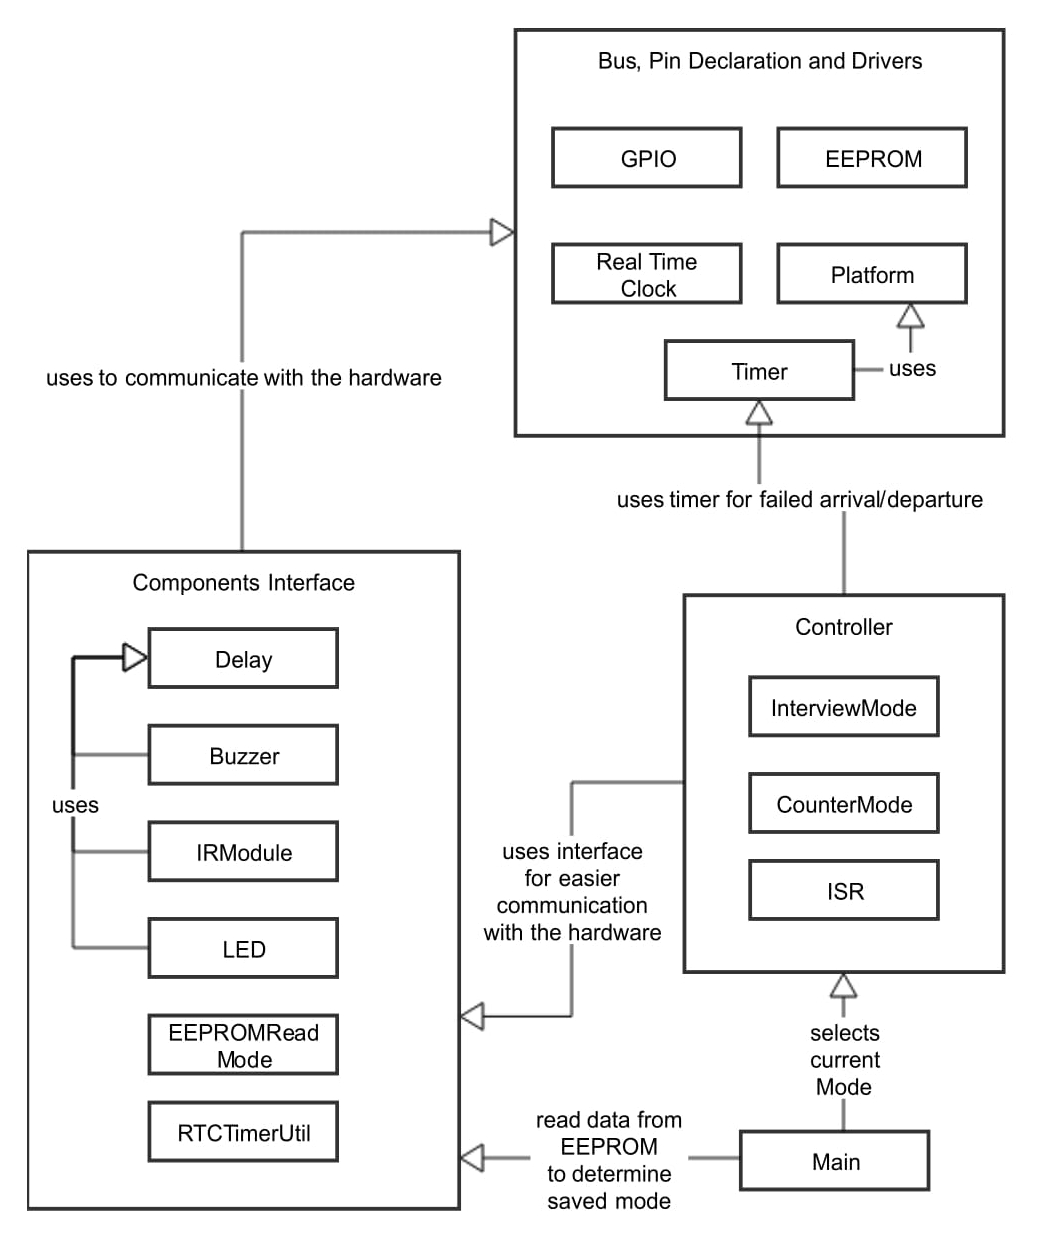 Bus, Pin Declaration and Drivers
GPIO
EEPROM
Real Time
Clock
Platform
Timer
uses
uses to communicate with the hardware
uses timer for failed arrival/departure
Components Interface
Delay
Buzzer
uses
IRModule
LED
EEPROMRead
Mode
RTCTimerUtil
Controller
InterviewMode
CounterMode
ISR
uses interface
for easier
communication
with the hardware
selects
current
Mode
read data from
EEPROM
to determine
saved mode
Main